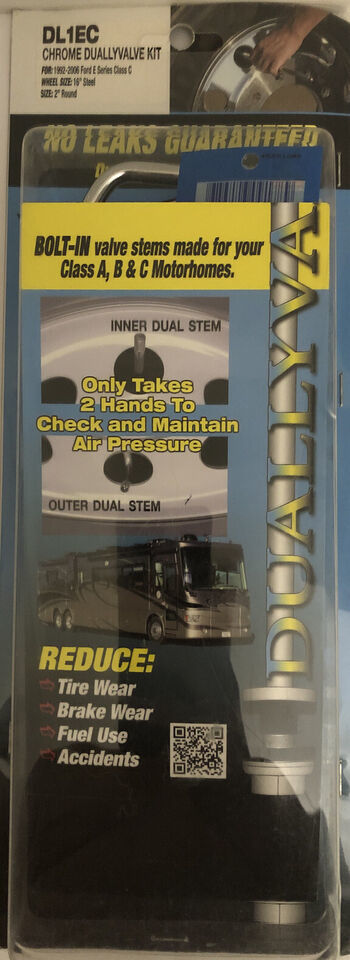 DL1EC
CHROME DUALLYVALVE KIT
FOR: 1992-2006 Ford E Series Class C
WHEEL SIZE: 16" Steel
SIZE: 2" Round
NO LEAKS GUARANTEED
BOLT-IN valve stems made for your
Class A, B & C Motorhomes.
INNER DUAL STEM
Only Takes
2 Hands To
Check and Maintain
Air Pressure
OUTER DUAL STEM
DUALLYVA
REDUCE:
Tire Wear
Brake Wear
Fuel Use
Accidents